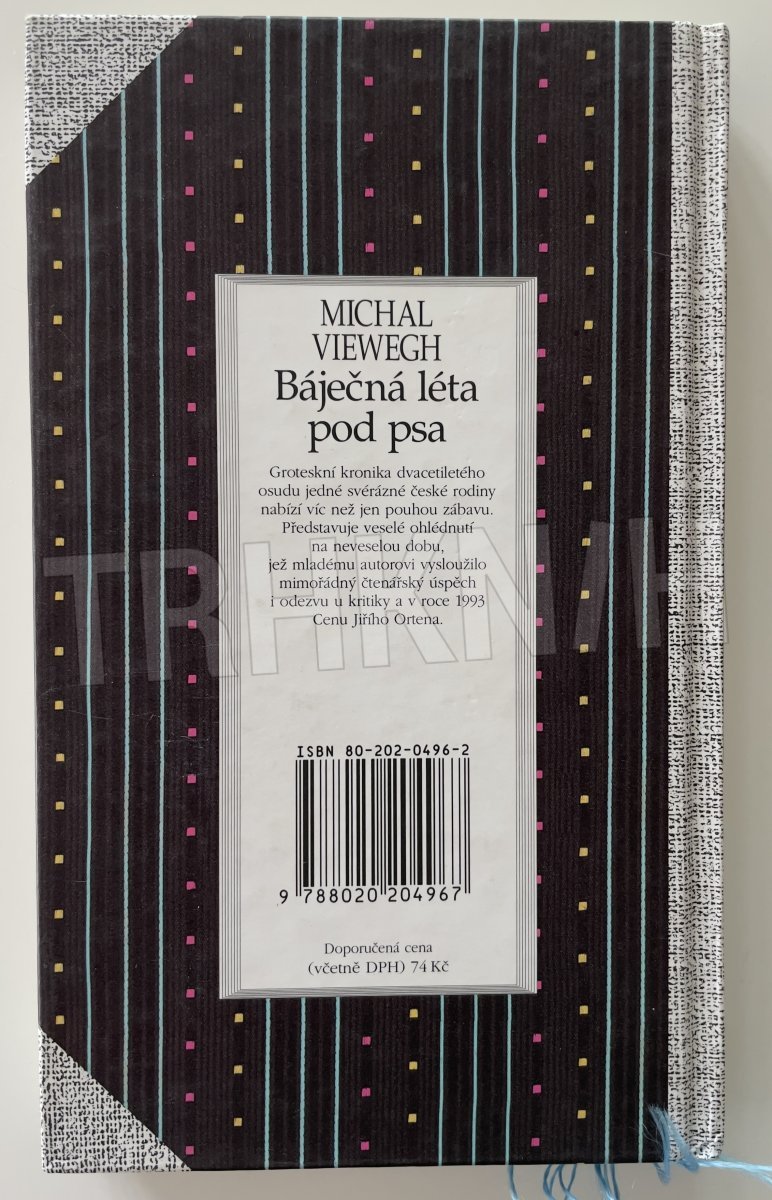 MICHAL
VIEWEGH
Báječná léta
pod psa
Groteskní kronika dvacetiletého
osudu jedné svérázné české rodiny
nabízí víc než jen pouhou zábavu.
Představuje veselé ohlédnutí
na neveselou dobu,
jež mladému autorovi vysloužilo
mimořádný čtenářský úspěch
i odezvu u kritiky a v roce 1993
Cenu Jiřího Ortena.
TRHKNIH
ISBN 80-202-0496-2
9 788020 204967
Doporučená cena
(včetně DPH) 74 Kč